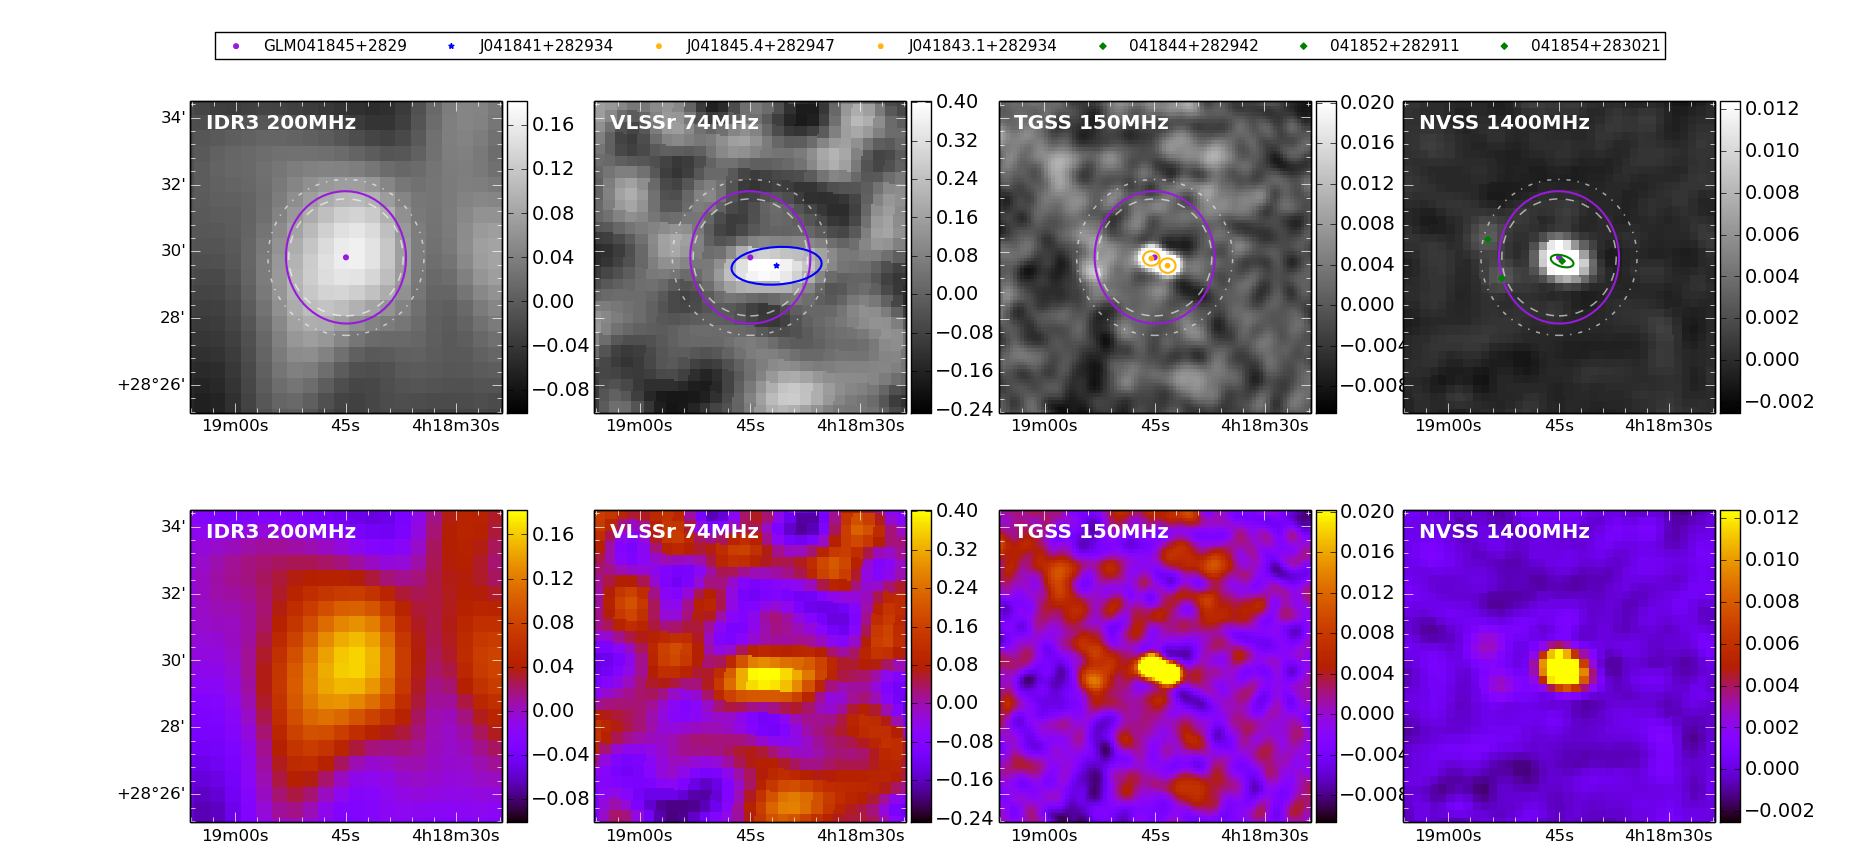 GLM041845+2829 J041841+282934 J041845.4+282947 J041843.1+282934 041844+282942 041852+282911 041854+283021
IDR3 200MHz VLSSr 74MHz TGSS 150MHz NVSS 1400MHz
34' 32' 30' 28' +28°26'
0.16 0.12 0.08 0.04 0.00 −0.04 −0.08
0.40 0.32 0.24 0.16 0.08 0.00 −0.08 −0.16 −0.24
0.020 0.016 0.012 0.008 0.004 0.000 −0.004 −0.008
0.012 0.010 0.008 0.006 0.004 0.002 0.000 −0.002
19m00s 45s 4h18m30s 19m00s 45s 4h18m30s 19m00s 45s 4h18m30s 19m00s 45s 4h18m30s
IDR3 200MHz VLSSr 74MHz TGSS 150MHz NVSS 1400MHz
34' 32' 30' 28' +28°26'
0.16 0.12 0.08 0.04 0.00 −0.04 −0.08
0.40 0.32 0.24 0.16 0.08 0.00 −0.08 −0.16 −0.24
0.020 0.016 0.012 0.008 0.004 0.000 −0.004 −0.008
0.012 0.010 0.008 0.006 0.004 0.002 0.000 −0.002
19m00s 45s 4h18m30s 19m00s 45s 4h18m30s 19m00s 45s 4h18m30s 19m00s 45s 4h18m30s